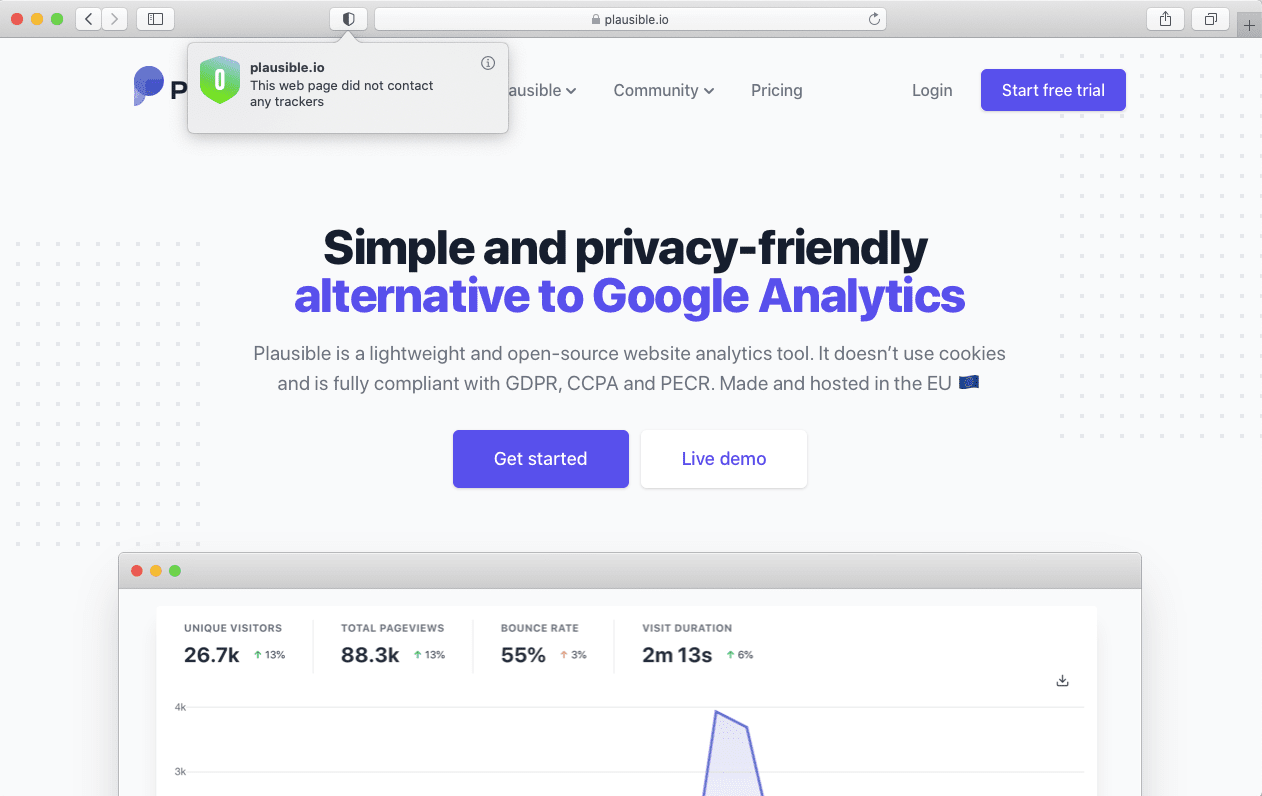 plausible.io
0
plausible.io
This web page did not contact
any trackers
P
ausible
Community
Pricing
Login
Start free trial
Simple and privacy-friendly
alternative to Google Analytics
Plausible is a lightweight and open-source website analytics tool. It doesn’t use cookies
and is fully compliant with GDPR, CCPA and PECR. Made and hosted in the EU 🇪🇺
Get started
Live demo
UNIQUE VISITORS
26.7k ↑ 13%
TOTAL PAGEVIEWS
88.3k ↑ 13%
BOUNCE RATE
55% ↑ 3%
VISIT DURATION
2m 13s ↑ 6%
4k
3k